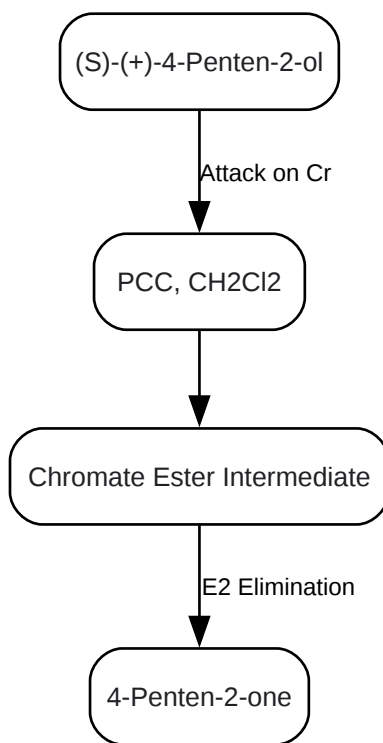 (S)-(+)-4-Penten-2-ol
Attack on Cr
PCC, CH2Cl2
Chromate Ester Intermediate
E2 Elimination
4-Penten-2-one